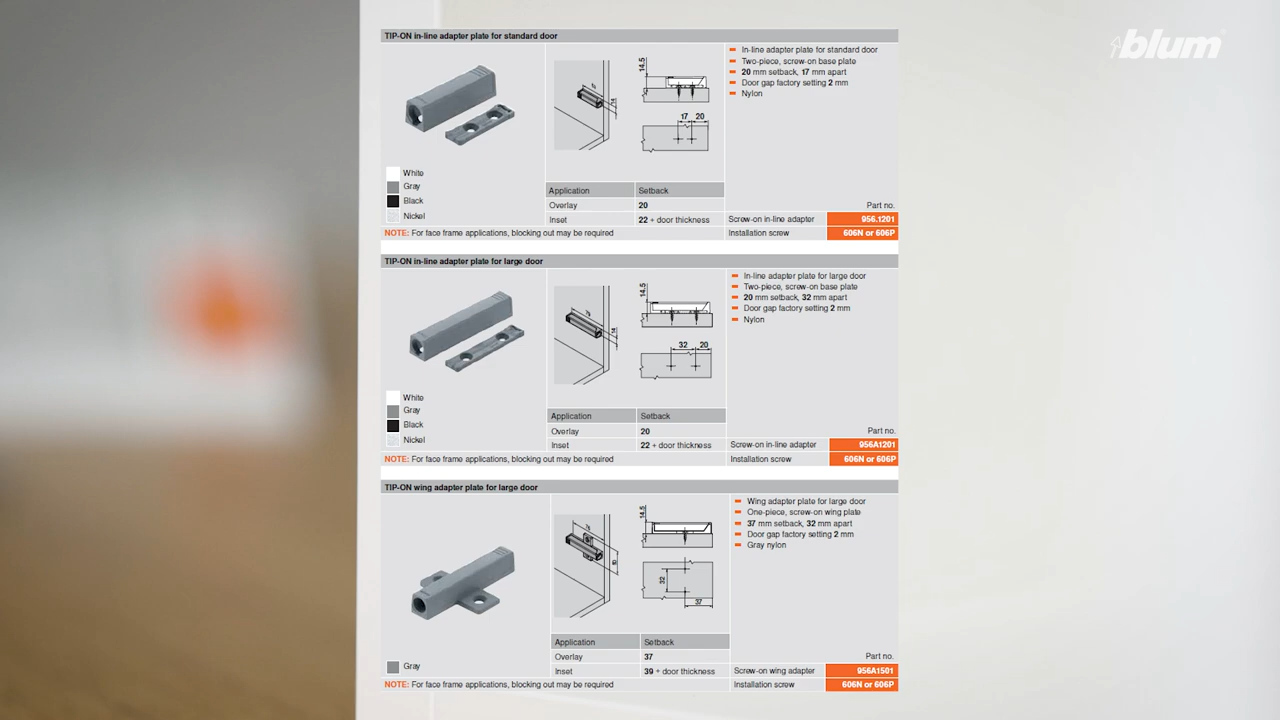 blum
TIP-ON in-line adapter plate for standard door
In-line adapter plate for standard door
Two-piece, screw-on base plate
20 mm setback, 17 mm apart
Door gap factory setting 2 mm
Nylon
14.5
14
17 20
White
Gray
Black
Nickel
Application Setback
Overlay 20
Inset 22 + door thickness
Part no.
Screw-on in-line adapter 956.1201
NOTE: For face frame applications, blocking out may be required
Installation screw 606N or 606P
TIP-ON in-line adapter plate for large door
In-line adapter plate for large door
Two-piece, screw-on base plate
20 mm setback, 32 mm apart
Door gap factory setting 2 mm
Nylon
14.5
14
32 20
White
Gray
Black
Nickel
Application Setback
Overlay 20
Inset 22 + door thickness
Part no.
Screw-on in-line adapter 956A1201
NOTE: For face frame applications, blocking out may be required
Installation screw 606N or 606P
TIP-ON wing adapter plate for large door
Wing adapter plate for large door
One-piece, screw-on wing plate
37 mm setback, 32 mm apart
Door gap factory setting 2 mm
Gray nylon
14.5
32
37
Gray
Application Setback
Overlay 37
Inset 39 + door thickness
Part no.
Screw-on wing adapter 956A1501
NOTE: For face frame applications, blocking out may be required
Installation screw 606N or 606P